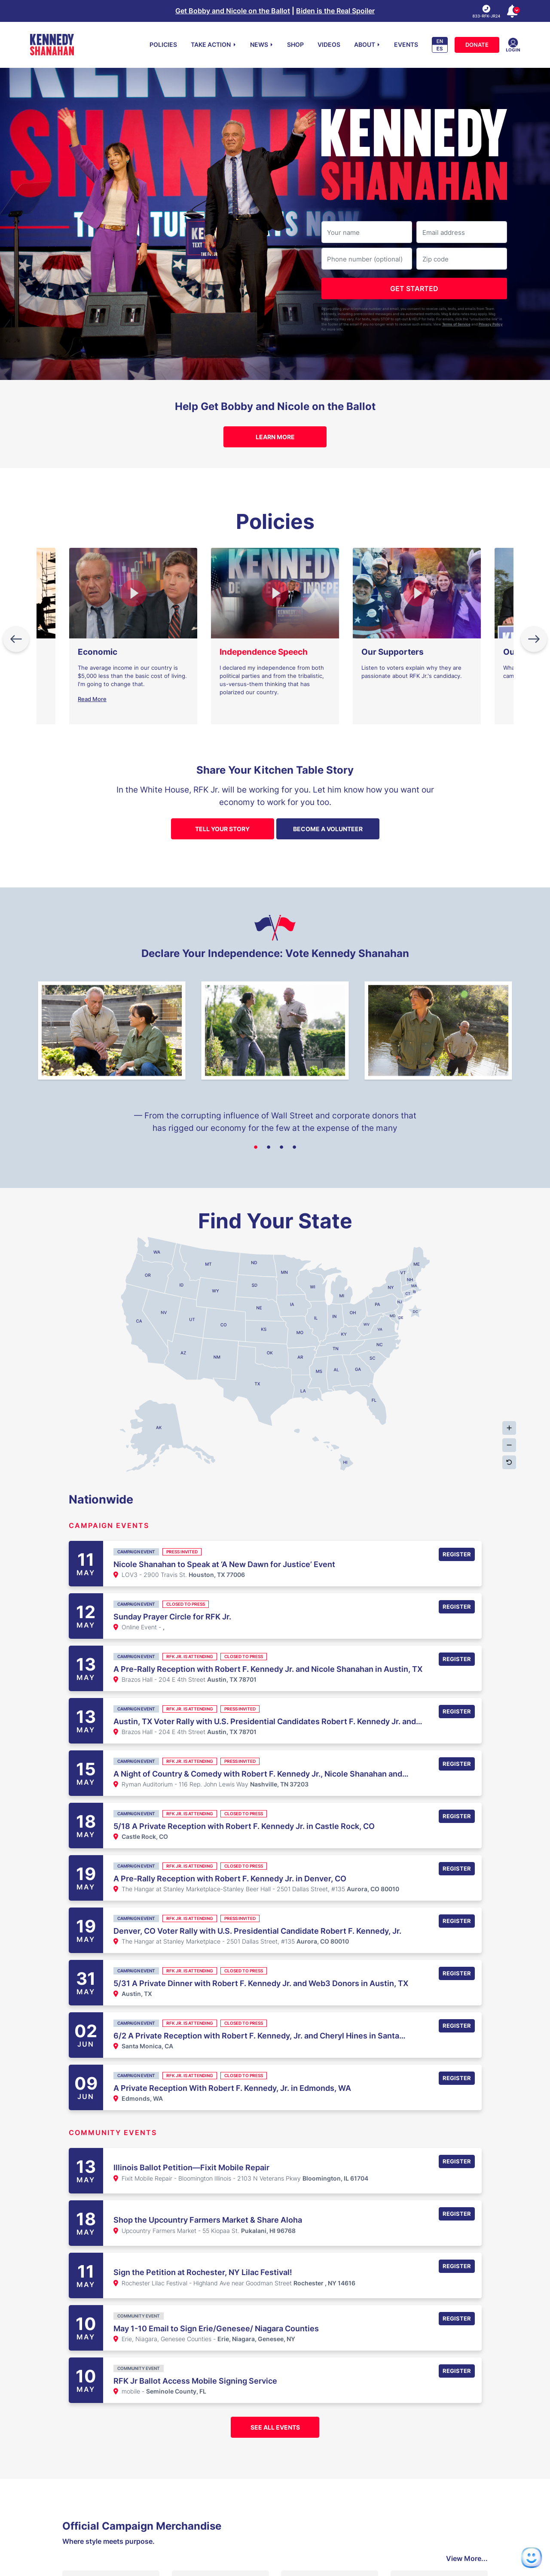 Get Bobby and Nicole on the Ballot | Biden is the Real Spoiler
833-RFK-JR24
KENNEDY
SHANAHAN
POLICIES
TAKE ACTION
NEWS
SHOP
VIDEOS
ABOUT
EVENTS
EN
ES
DONATE
LOGIN
KENNEDY
SHANAHAN
Your name
Email address
Phone number (optional)
Zip code
GET STARTED
Help Get Bobby and Nicole on the Ballot
LEARN MORE
Policies
Economic
The average income in our country is
$5,000 less than the basic cost of living.
I'm going to change that.
Read More
Independence Speech
I declared my independence from both
political parties and from the tribalistic,
us-versus-them thinking that has
polarized our country.
Our Supporters
Listen to voters explain why they are
passionate about RFK Jr.'s candidacy.
Share Your Kitchen Table Story
In the White House, RFK Jr. will be working for you. Let him know how you want our
economy to work for you too.
TELL YOUR STORY
BECOME A VOLUNTEER
Declare Your Independence: Vote Kennedy Shanahan
— From the corrupting influence of Wall Street and corporate donors that
has rigged our economy for the few at the expense of the many
Find Your State
WA
MT
ND
MN
ME
VT
NH
OR
ID
SD
WI
MI
NY
MA
RI
CT
WY
NE
IA
PA
NJ
NV
UT
CO
IL
IN
OH
MD
DE
DC
CA
KS
MO
KY
WV
VA
AZ
NM
OK
AR
TN
NC
SC
TX
LA
MS
AL
GA
FL
AK
HI
Nationwide
CAMPAIGN EVENTS
11
MAY
CAMPAIGN EVENT
PRESS INVITED
Nicole Shanahan to Speak at ‘A New Dawn for Justice’ Event
LOV3 - 2900 Travis St. Houston, TX 77006
REGISTER
12
MAY
CAMPAIGN EVENT
CLOSED TO PRESS
Sunday Prayer Circle for RFK Jr.
Online Event - ,
REGISTER
13
MAY
CAMPAIGN EVENT
RFK JR. IS ATTENDING
CLOSED TO PRESS
A Pre-Rally Reception with Robert F. Kennedy Jr. and Nicole Shanahan in Austin, TX
Brazos Hall - 204 E 4th Street Austin, TX 78701
REGISTER
13
MAY
CAMPAIGN EVENT
RFK JR. IS ATTENDING
PRESS INVITED
Austin, TX Voter Rally with U.S. Presidential Candidates Robert F. Kennedy Jr. and...
Brazos Hall - 204 E 4th Street Austin, TX 78701
REGISTER
15
MAY
CAMPAIGN EVENT
RFK JR. IS ATTENDING
PRESS INVITED
A Night of Country & Comedy with Robert F. Kennedy Jr., Nicole Shanahan and...
Ryman Auditorium - 116 Rep. John Lewis Way Nashville, TN 37203
REGISTER
18
MAY
CAMPAIGN EVENT
RFK JR. IS ATTENDING
CLOSED TO PRESS
5/18 A Private Reception with Robert F. Kennedy Jr. in Castle Rock, CO
Castle Rock, CO
REGISTER
19
MAY
CAMPAIGN EVENT
RFK JR. IS ATTENDING
CLOSED TO PRESS
A Pre-Rally Reception with Robert F. Kennedy Jr. in Denver, CO
The Hangar at Stanley Marketplace-Stanley Beer Hall - 2501 Dallas Street, #135 Aurora, CO 80010
REGISTER
19
MAY
CAMPAIGN EVENT
RFK JR. IS ATTENDING
PRESS INVITED
Denver, CO Voter Rally with U.S. Presidential Candidate Robert F. Kennedy, Jr.
The Hangar at Stanley Marketplace - 2501 Dallas Street, #135 Aurora, CO 80010
REGISTER
31
MAY
CAMPAIGN EVENT
RFK JR. IS ATTENDING
CLOSED TO PRESS
5/31 A Private Dinner with Robert F. Kennedy Jr. and Web3 Donors in Austin, TX
Austin, TX
REGISTER
02
JUN
CAMPAIGN EVENT
RFK JR. IS ATTENDING
CLOSED TO PRESS
6/2 A Private Reception with Robert F. Kennedy, Jr. and Cheryl Hines in Santa...
Santa Monica, CA
REGISTER
09
JUN
CAMPAIGN EVENT
RFK JR. IS ATTENDING
CLOSED TO PRESS
A Private Reception With Robert F. Kennedy, Jr. in Edmonds, WA
Edmonds, WA
REGISTER
COMMUNITY EVENTS
13
MAY
Illinois Ballot Petition—Fixit Mobile Repair
Fixit Mobile Repair - Bloomington Illinois - 2103 N Veterans Pkwy Bloomington, IL 61704
REGISTER
18
MAY
Shop the Upcountry Farmers Market & Share Aloha
Upcountry Farmers Market - 55 Kiopaa St. Pukalani, HI 96768
REGISTER
11
MAY
Sign the Petition at Rochester, NY Lilac Festival!
Rochester Lilac Festival - Highland Ave near Goodman Street Rochester , NY 14616
REGISTER
10
MAY
COMMUNITY EVENT
May 1-10 Email to Sign Erie/Genesee/ Niagara Counties
Erie, Niagara, Genesee Counties - Erie, Niagara, Genesee, NY
REGISTER
10
MAY
COMMUNITY EVENT
RFK Jr Ballot Access Mobile Signing Service
mobile - Seminole County, FL
REGISTER
SEE ALL EVENTS
Official Campaign Merchandise
Where style meets purpose.
View More...